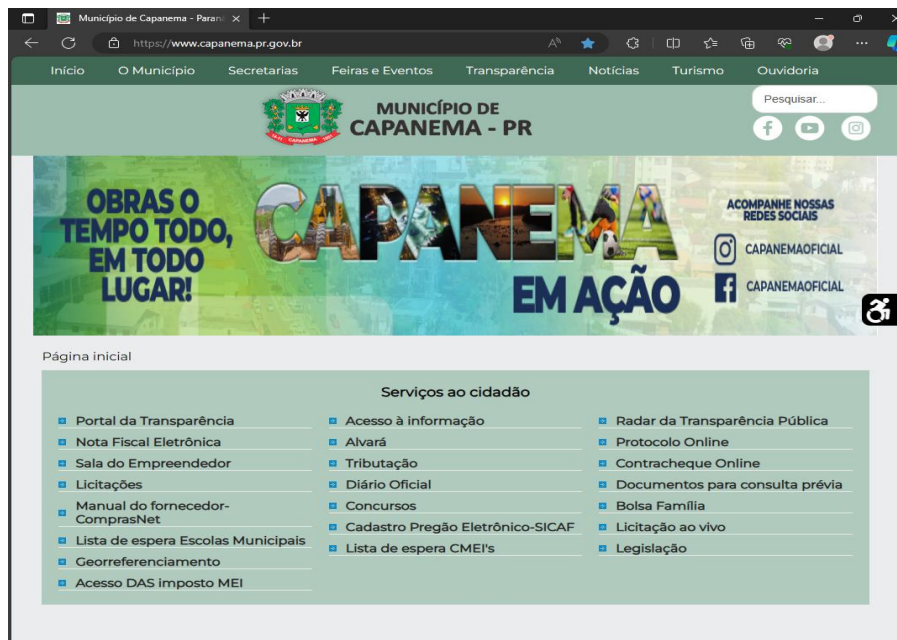 Município de Capanema - Paraná
https://www.capanema.pr.gov.br
Início O Município Secretarias Feiras e Eventos Transparência Notícias Turismo Ouvidoria
MUNICÍPIO DE
CAPANEMA - PR
Pesquisar...
OBRAS O
TEMPO TODO,
EM TODO
LUGAR!
CAPANEMA
EM AÇÃO
ACOMPANHE NOSSAS
REDES SOCIAIS
CAPANEMAOFICIAL
CAPANEMAOFICIAL
Página inicial
Serviços ao cidadão
Portal da Transparência
Nota Fiscal Eletrônica
Sala do Empreendedor
Licitações
Manual do fornecedor-
ComprasNet
Lista de espera Escolas Municipais
Georreferenciamento
Acesso DAS imposto MEI
Acesso à informação
Alvará
Tributação
Diário Oficial
Concursos
Cadastro Pregão Eletrônico-SICAF
Lista de espera CMEI's
Radar da Transparência Pública
Protocolo Online
Contracheque Online
Documentos para consulta prévia
Bolsa Família
Licitação ao vivo
Legislação